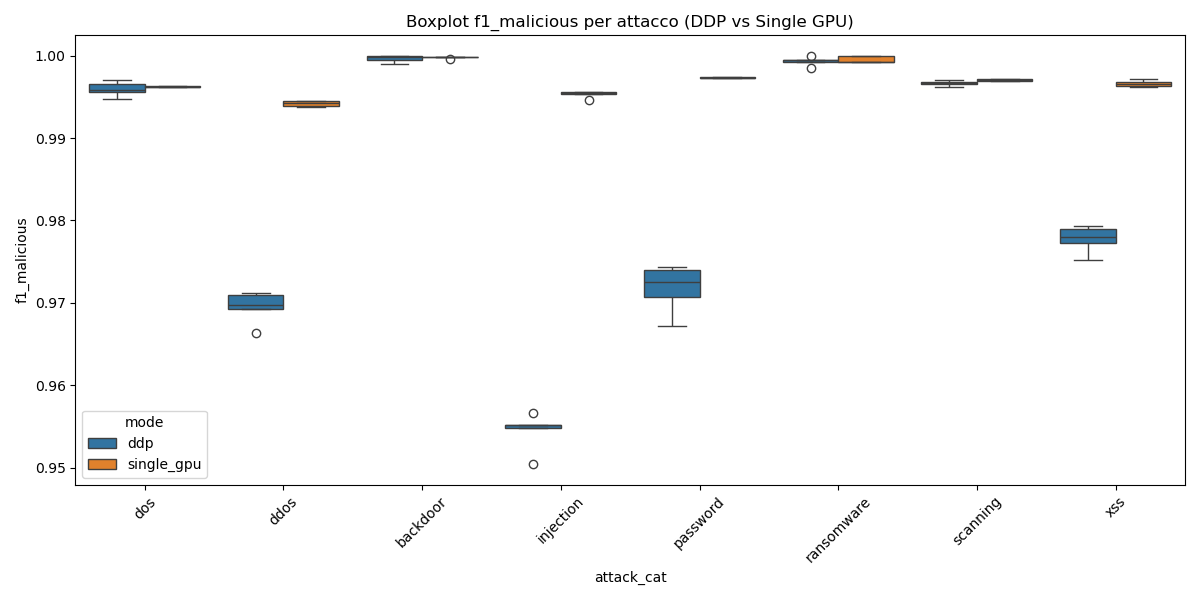 Boxplot f1_malicious per attacco (DDP vs Single GPU)
f1_malicious
1.00
0.99
0.98
0.97
0.96
0.95
mode
ddp
single_gpu
dos
ddos
backdoor
injection
password
ransomware
scanning
xss
attack_cat